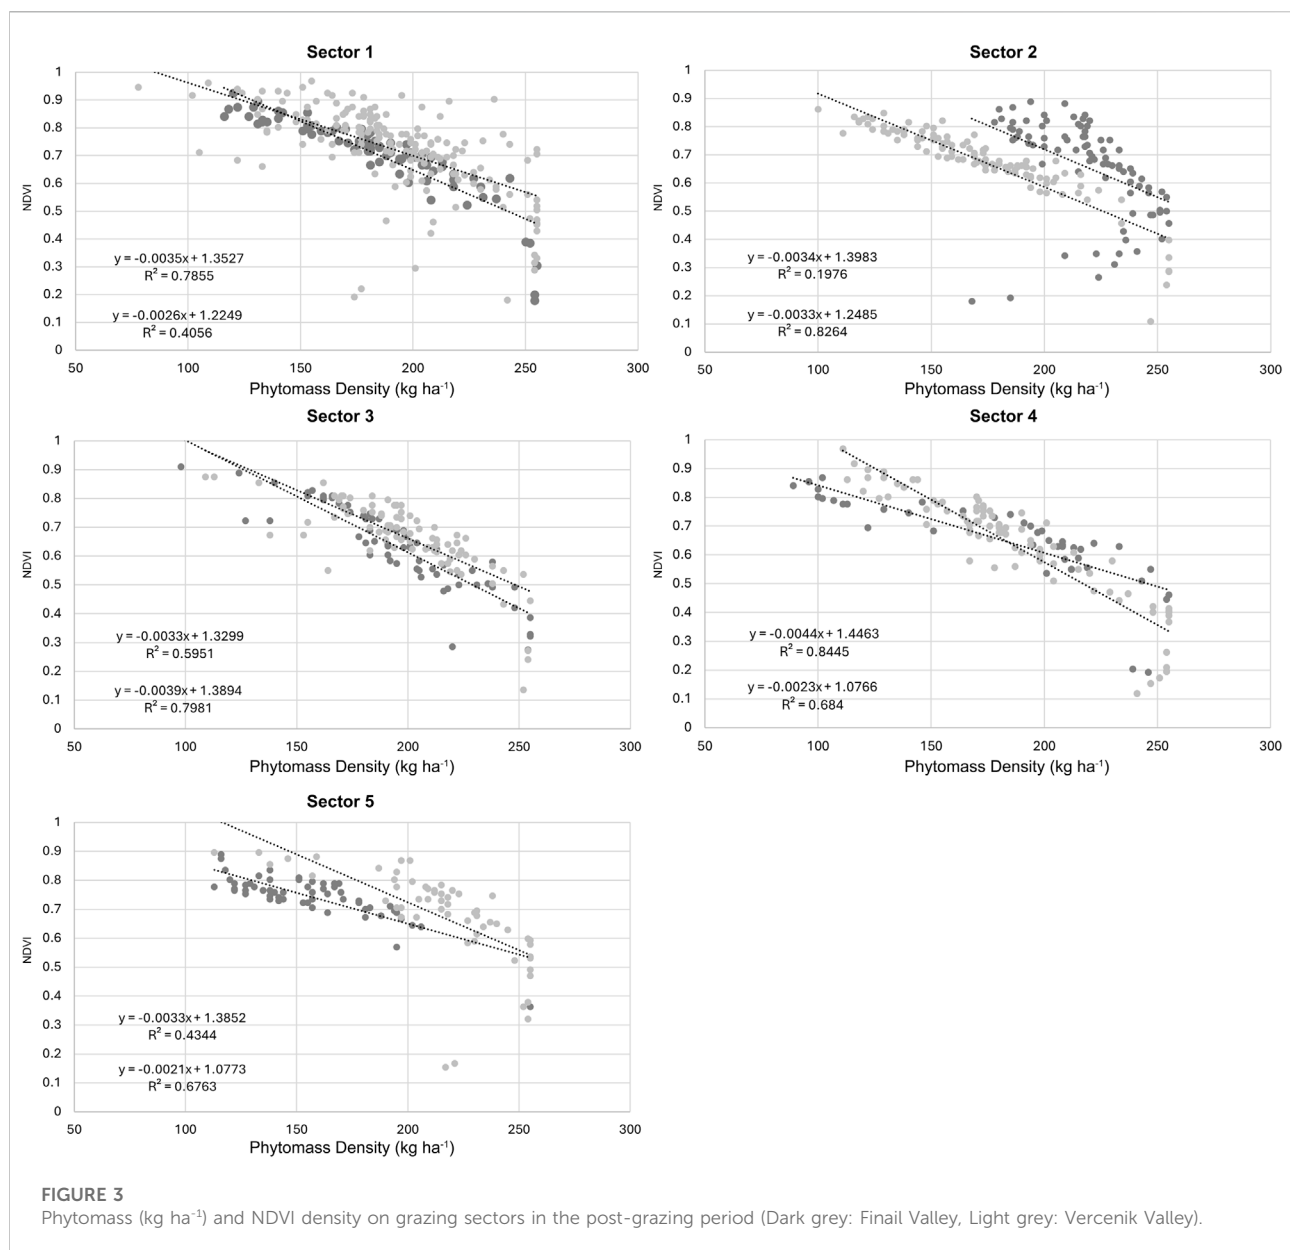 Sector 1
1
0.9
0.8
0.7
0.6
0.5
0.4
0.3
0.2
0.1
0
NDVI
y = -0.0035x + 1.3527
R² = 0.7855
y = -0.0026x + 1.2249
R² = 0.4056
50 100 150 200 250 300
Phytomass Density (kg ha⁻¹)
Sector 2
1
0.9
0.8
0.7
0.6
0.5
0.4
0.3
0.2
0.1
0
NDVI
y = -0.0034x + 1.3983
R² = 0.1976
y = -0.0033x + 1.2485
R² = 0.8264
50 100 150 200 250 300
Phytomass Density (kg ha⁻¹)
Sector 3
1
0.9
0.8
0.7
0.6
0.5
0.4
0.3
0.2
0.1
0
NDVI
y = -0.0033x + 1.3299
R² = 0.5951
y = -0.0039x + 1.3894
R² = 0.7981
50 100 150 200 250 300
Phytomass Density (kg ha⁻¹)
Sector 4
1
0.9
0.8
0.7
0.6
0.5
0.4
0.3
0.2
0.1
0
NDVI
y = -0.0044x + 1.4463
R² = 0.8445
y = -0.0023x + 1.0766
R² = 0.684
50 100 150 200 250 300
Phytomass Density (kg ha⁻¹)
Sector 5
1
0.9
0.8
0.7
0.6
0.5
0.4
0.3
0.2
0.1
0
NDVI
y = -0.0033x + 1.3852
R² = 0.4344
y = -0.0021x + 1.0773
R² = 0.6763
50 100 150 200 250 300
Phytomass Density (kg ha⁻¹)
FIGURE 3
Phytomass (kg ha⁻¹) and NDVI density on grazing sectors in the post-grazing period (Dark grey: Finail Valley, Light grey: Vercenik Valley).